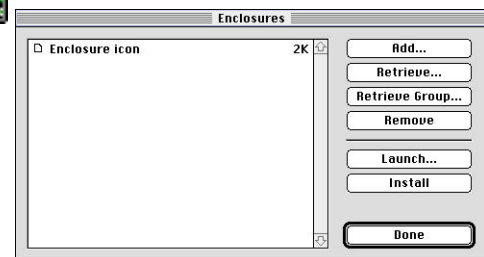 Enclosures
Enclosure icon 2K
Add...
Retrieve...
Retrieve Group...
Remove
Launch...
Install
Done